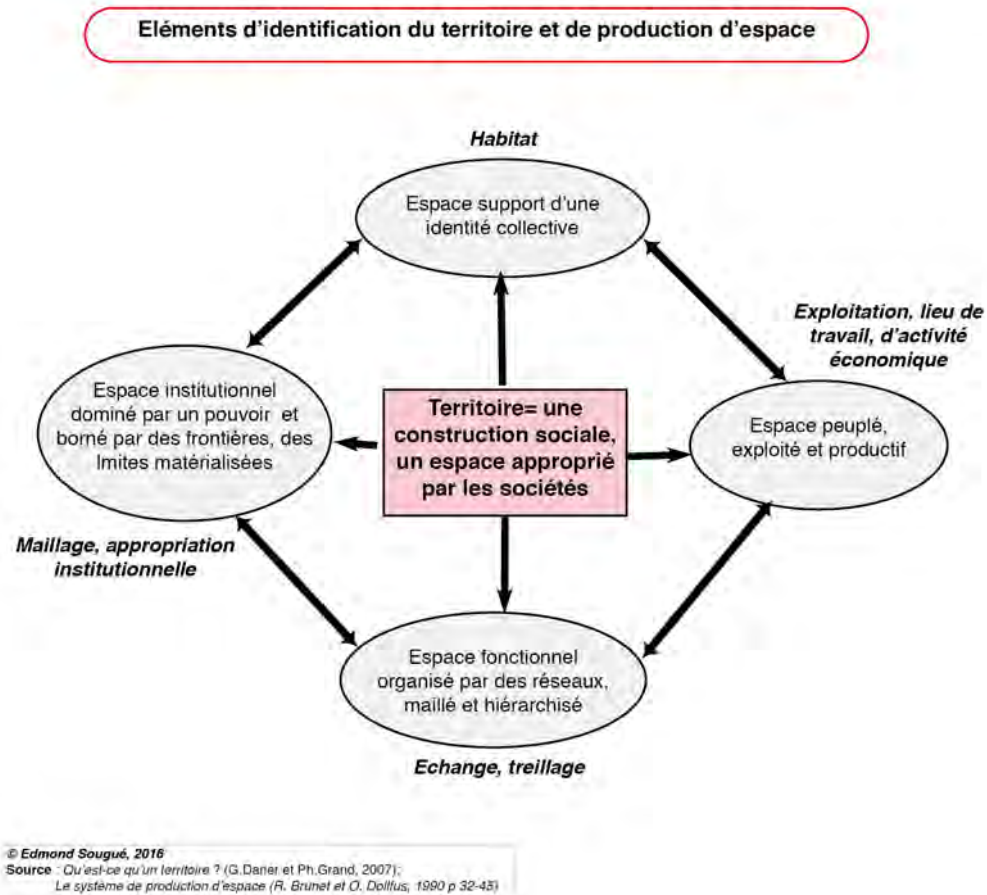 Eléments d'identification du territoire et de production d'espace
Habitat
Espace support d'une
identité collective
Exploitation, lieu de
travail, d'activité
économique
Espace institutionnel
dominé par un pouvoir et
borné par des frontières, des
lmites matérialisées
Territoire= une
construction sociale,
un espace approprié
par les sociétés
Espace peuplé,
exploité et productif
Maillage, appropriation
institutionnelle
Espace fonctionnel
organisé par des réseaux,
maillé et hiérarchisé
Echange, treillage
© Edmond Sougué, 2016
Source : Qu'est-ce qu'un territoire ? (G.Daner et Ph.Grand, 2007);
Le système de production d'espace (R. Brunet et O. Dollfus, 1990 p 32-45)